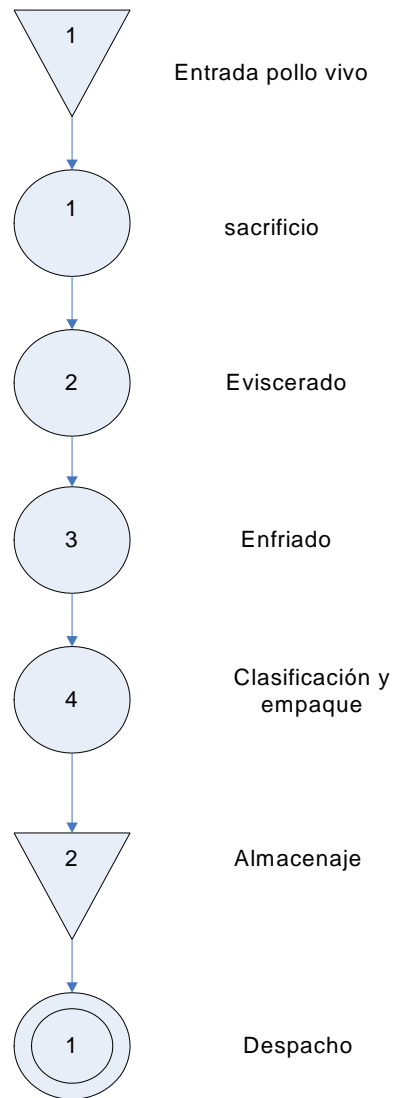 1
Entrada pollo vivo
1
sacrificio
2
Eviscerado
3
Enfriado
4
Clasificación y
empaque
2
Almacenaje
1
Despacho